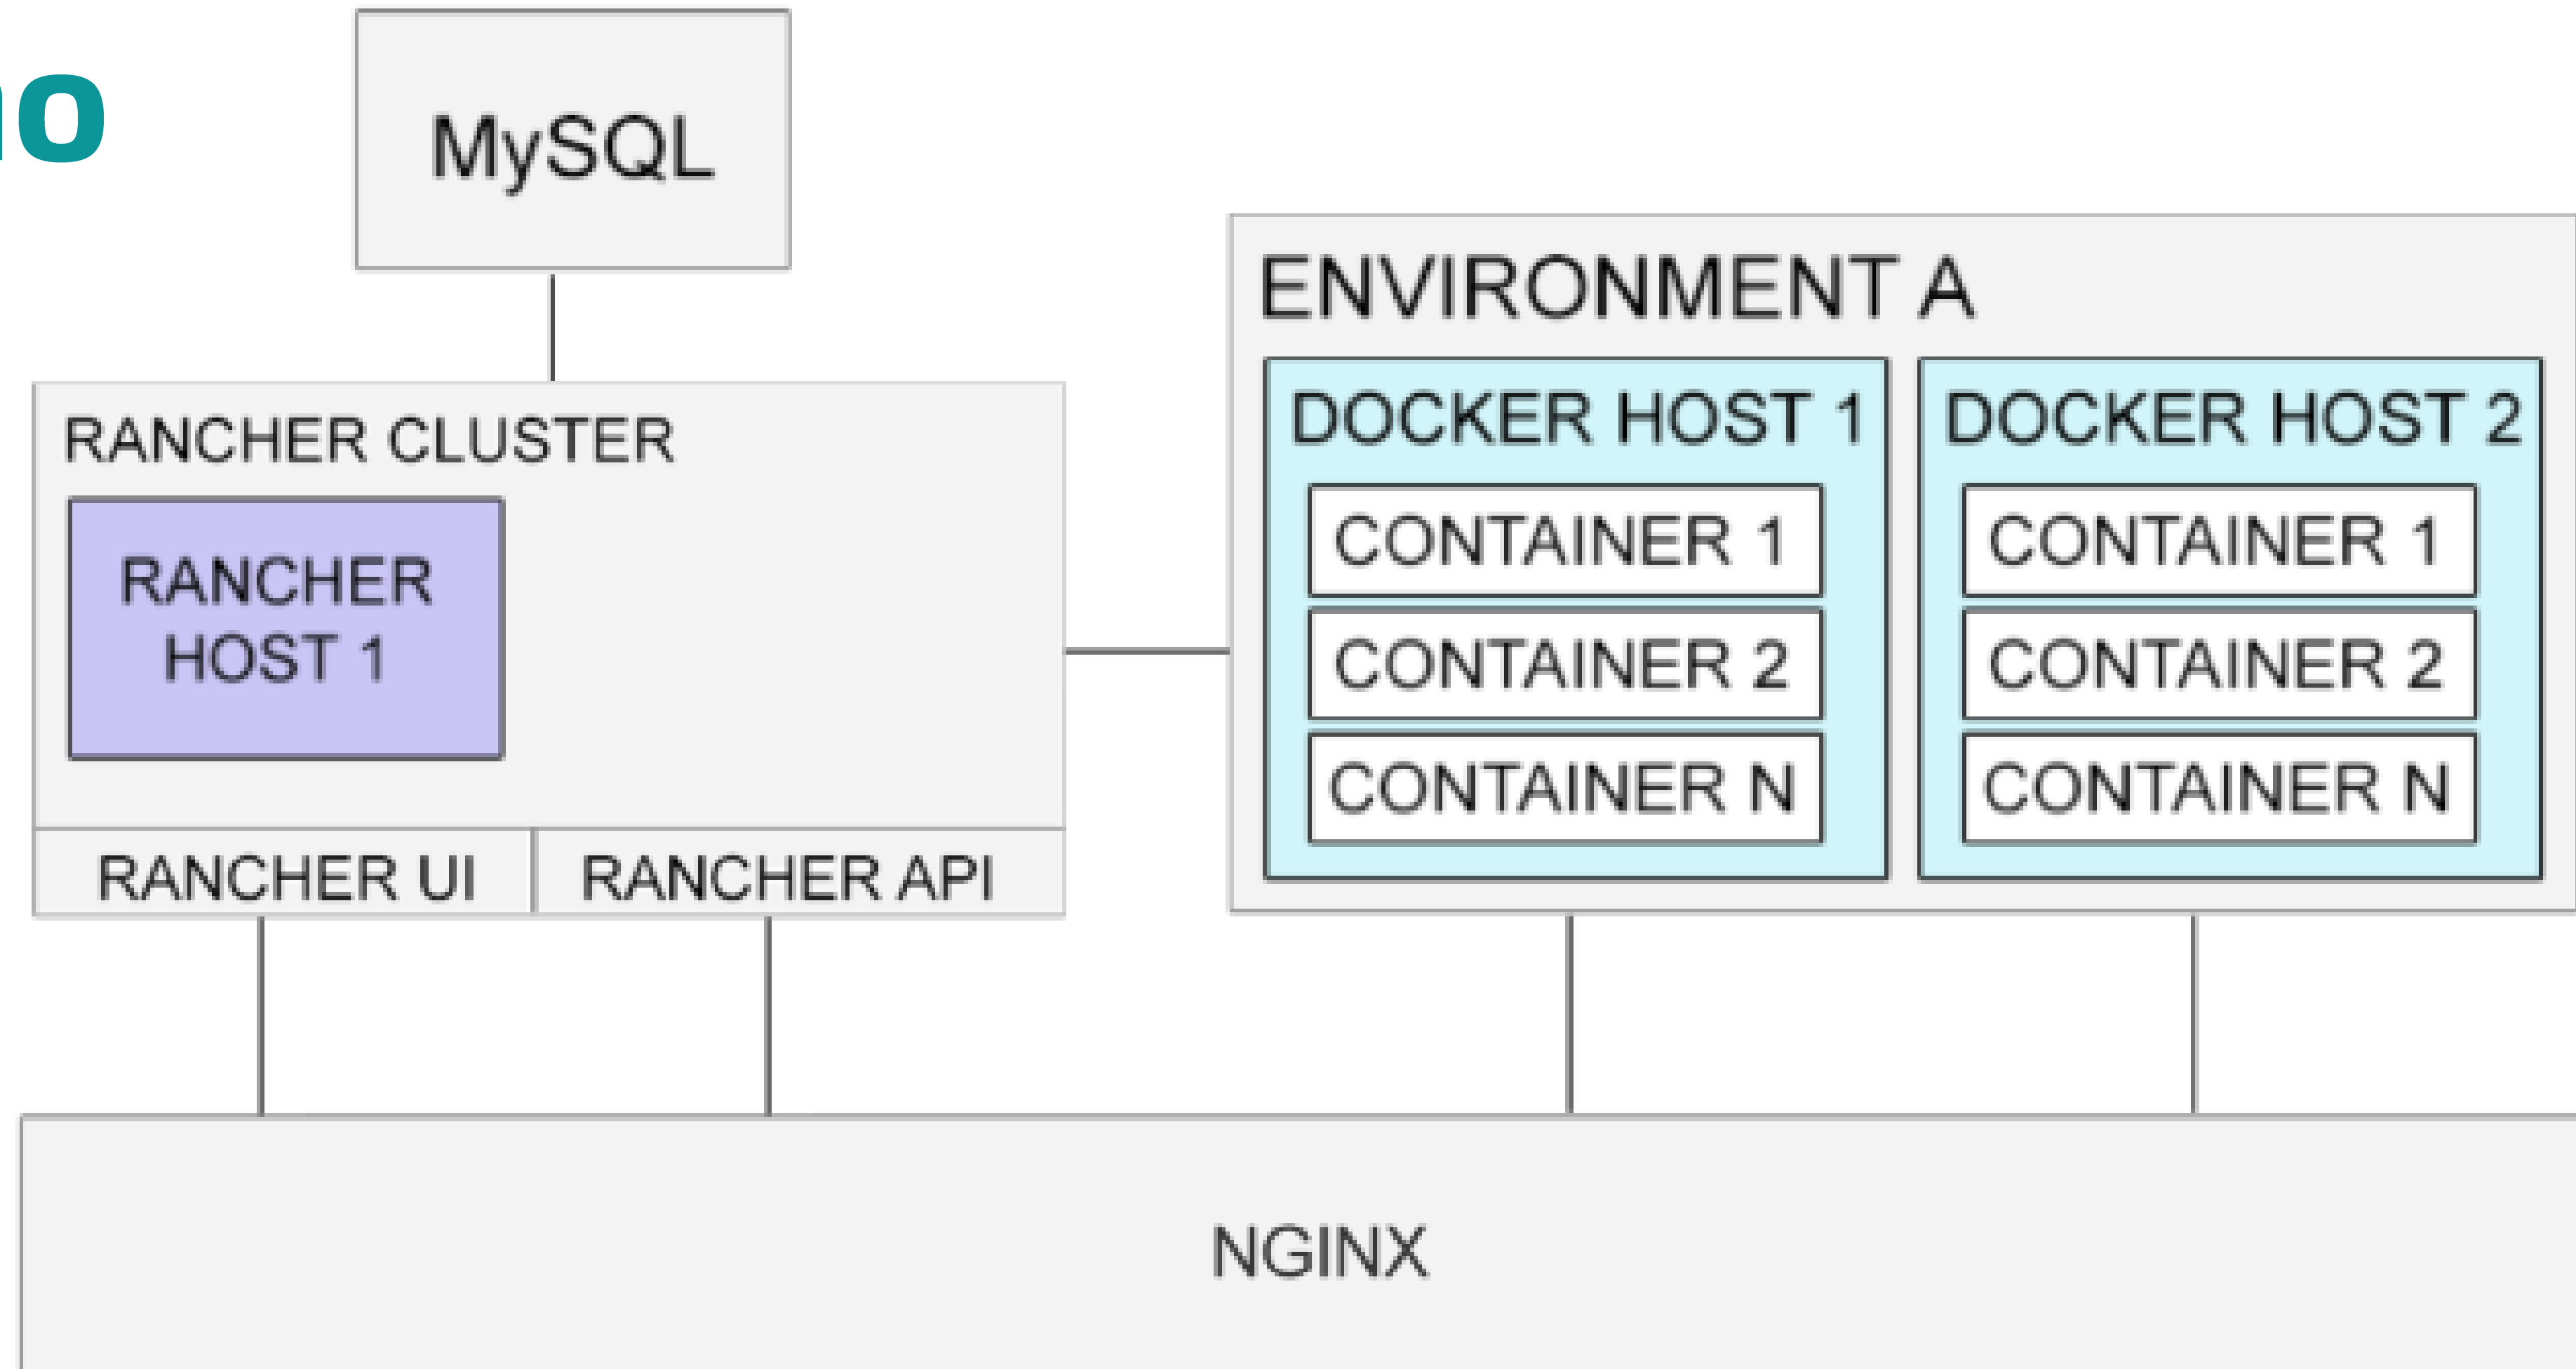 no
MySQL
ENVIRONMENT A
RANCHER CLUSTER
RANCHER
HOST 1
RANCHER UI
RANCHER API
DOCKER HOST 1
CONTAINER 1
CONTAINER 2
CONTAINER N
DOCKER HOST 2
CONTAINER 1
CONTAINER 2
CONTAINER N
NGINX